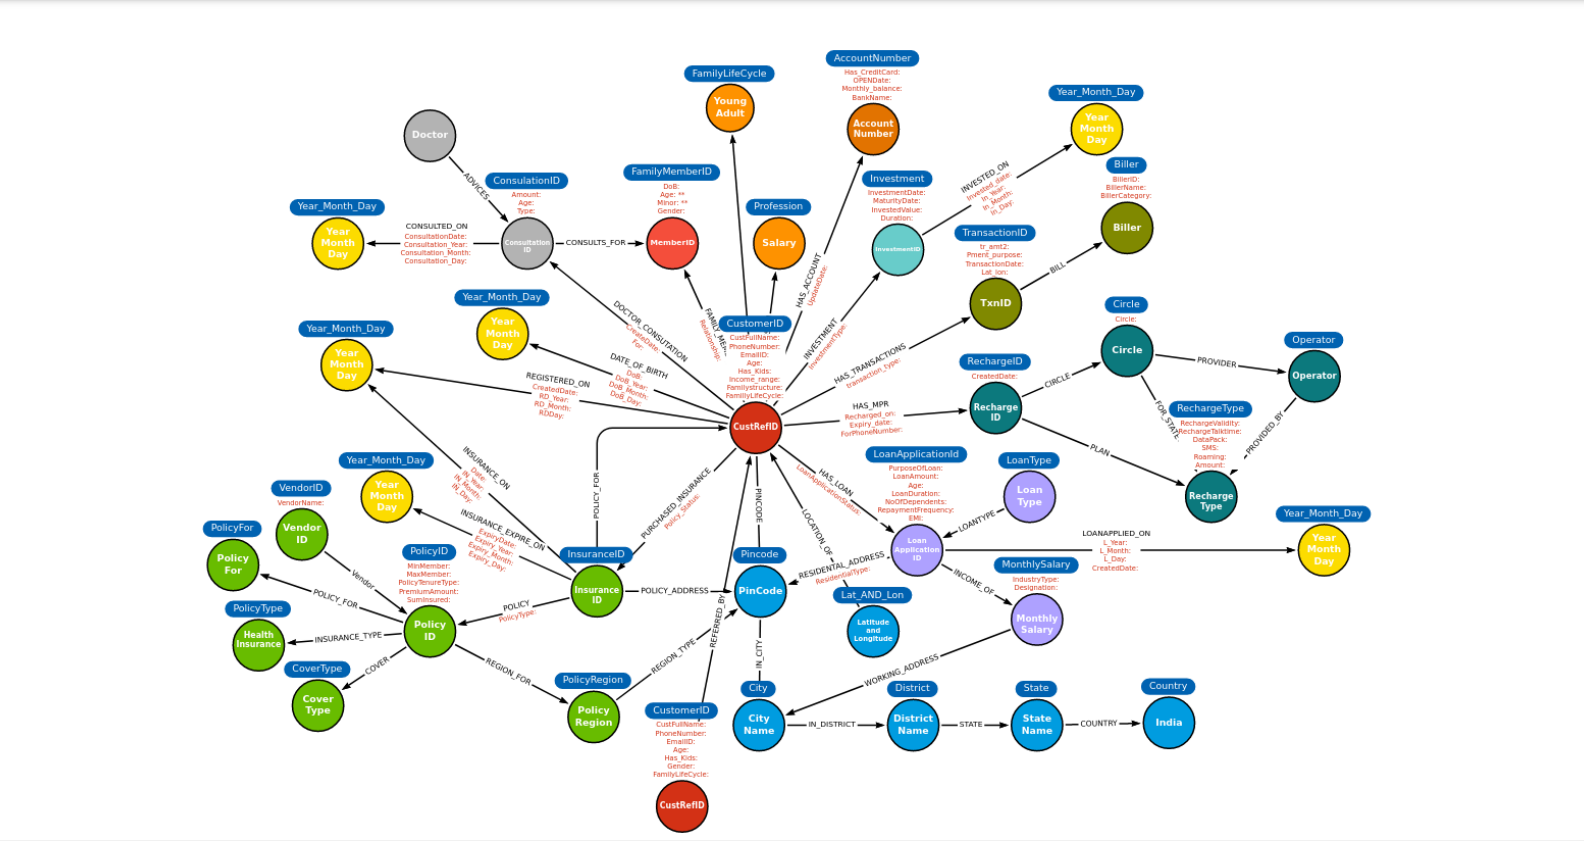 AccountNumber
Has_CreditCard:
OPENDate:
Monthly_balance:
BankName:
Account
Number
FamilyLifeCycle
Young
Adult
Year_Month_Day
Year
Month
Day
Doctor
ADVICES
ConsulationID
Amount:
Age:
Type:
Consultation
ID
FamilyMemberID
DoB:
Age: **
Minor: **
Gender:
MemberID
Profession
Salary
Investment
InvestmentDate:
MaturityDate:
InvestedValue:
Duration:
InvestmentID
INVESTED_ON
Invested_date:
In_Year:
In_Month:
In_Day:
Biller
BillerID:
BillerName:
BillerCategory:
Biller
Year_Month_Day
Year
Month
Day
CONSULTED_ON
ConsultationDate:
Consultation_Year:
Consultation_Month:
Consultation_Day:
CONSULTS_FOR
TransactionID
tr_amt2:
Pment_purpose:
TransactionDate:
Lat_lon:
TxnID
BILL
HAS_ACCOUNT
UpdateDate:
Year_Month_Day
Year
Month
Day
DOCTOR_CONSUTATION
CreateDate:
For:
FAMILY_MEM
Relationship:
CustomerID
CustFullName:
PhoneNumber:
EmailID:
Age:
Has_Kids:
Income_range:
Familystructure:
FamillyLifeCycle:
CustRefID
INVESTMENT
InvestmentType:
HAS_TRANSACTIONS
transaction_type:
Circle
Circle:
Circle
PROVIDER
Operator
Operator
Year_Month_Day
Year
Month
Day
DATE_OF_BIRTH
DoB:
DoB_Year:
DoB_Month:
DoB_Day:
REGISTERED_ON
CreatedDate:
RD_Year:
RD_Month:
RDDay:
RechargeID
CreatedDate:
Recharge
ID
CIRCLE
HAS_MPR
Recharged_on:
Expiry_date:
ForPhoneNumber:
FOR_STATE
RechargeType
RechargeValidity:
RechargeTalktime:
DataPack:
SMS:
Roaming:
Amount:
Recharge
Type
PROVIDED_BY
PLAN
Year_Month_Day
Year
Month
Day
INSURANCE_ON
Date:
IN_Year:
IN_Month:
IN_Day:
POLICY_FOR
PURCHASED_INSURANCE
Policy_Status:
PINCODE
HAS_LOAN
LoanApplicationStatus:
LoanApplicationId
PurposeOfLoan:
LoanAmount:
Age:
LoanDuration:
NoOfDependents:
RepaymentFrequency:
EMI:
Loan
Application
ID
LoanType
Loan
Type
LOANTYPE
VendorID
VendorName:
Vendor
ID
INSURANCE_EXPIRE_ON
ExpiryDate:
Expiry_Year:
Expiry_Month:
Expiry_Day:
LOCATION_OF
LOANAPPLIED_ON
L_Year:
L_Month:
L_Day:
CreatedDate:
Year_Month_Day
Year
Month
Day
PolicyFor
Policy
For
Vendor
PolicyID
MinMember:
MaxMember:
PolicyTenureType:
PremiumAmount:
SumInsured:
Policy
ID
InsuranceID
Insurance
ID
POLICY_ADDRESS
Pincode
PinCode
RESIDENTAL_ADDRESS
ResidentialType:
INCOME_OF
MonthlySalary
IndustryType:
Designation:
Monthly
Salary
POLICY_FOR
POLICY
PolicyType:
Lat_AND_Lon
Latitude
and
Longitude
PolicyType
Health
Insurance
INSURANCE_TYPE
REFERRED_BY
REGION_TYPE
IN_CITY
WORKING_ADDRESS
CoverType
Cover
Type
COVER
REGION_FOR
PolicyRegion
Policy
Region
CustomerID
CustFullName:
PhoneNumber:
EmailID:
Age:
Has_Kids:
Gender:
FamilyLifeCycle:
CustRefID
City
City
Name
IN_DISTRICT
District
District
Name
STATE
State
State
Name
COUNTRY
Country
India